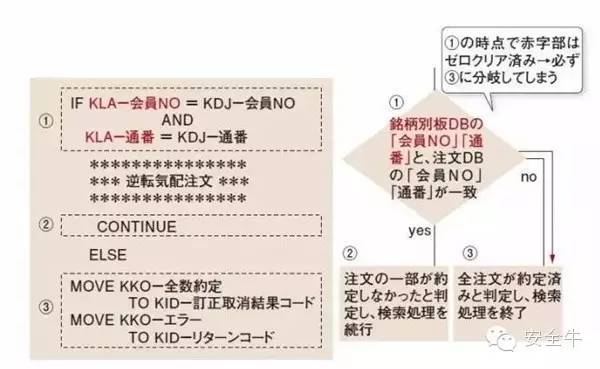 ①
IF KLAー会員NO = KDJー会員NO
AND
KLAー通番 = KDJー通番
***************
*** 逆転気配注文 ***
***************
②
CONTINUE
ELSE
③
MOVE KKOー全数約定
TO KIDー訂正取消結果コード
MOVE KKOーエラー
TO KIDーリターンコード
①の時点で赤字部は
ゼロクリア済み→必ず
③に分岐してしまう
①
銘柄別板DBの
「会員NO」「通
番」と、注文DB
の「会員NO」
「通番」が一致
no
yes
②
注文の一部が約
定しなかったと判
定し、検索処理を
続行
③
全注文が約定済
みと判定し、検索
処理を終了
安全牛